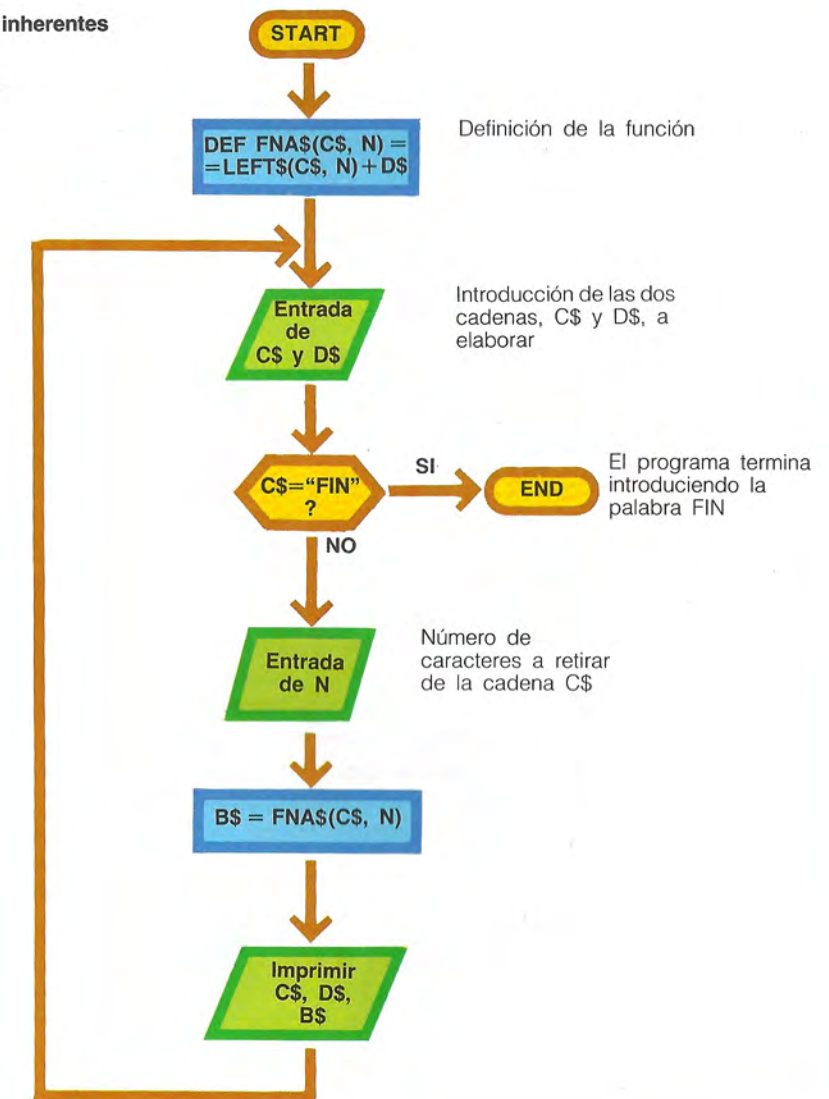 inherentes
START
DEF FNA$(C$, N) =
=LEFT$(C$, N)+D$
Definición de la función
Entrada
de
C$ y D$
Introducción de las dos
cadenas, C$ y D$, a
elaborar
C$="FIN"
?
SI
END
El programa termina
introduciendo la
palabra FIN
NO
Entrada
de N
Número de
caracteres a retirar
de la cadena C$
B$ = FNA$(C$, N)
Imprimir
C$, D$,
B$